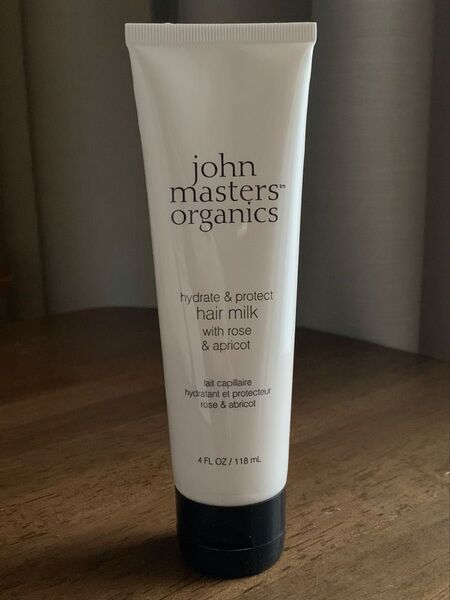 john
masters™
organics
hydrate & protect
hair milk
with rose
& apricot
lait capillaire
hydratant et protecteur
rose & abricot
4 FL OZ / 118 mL